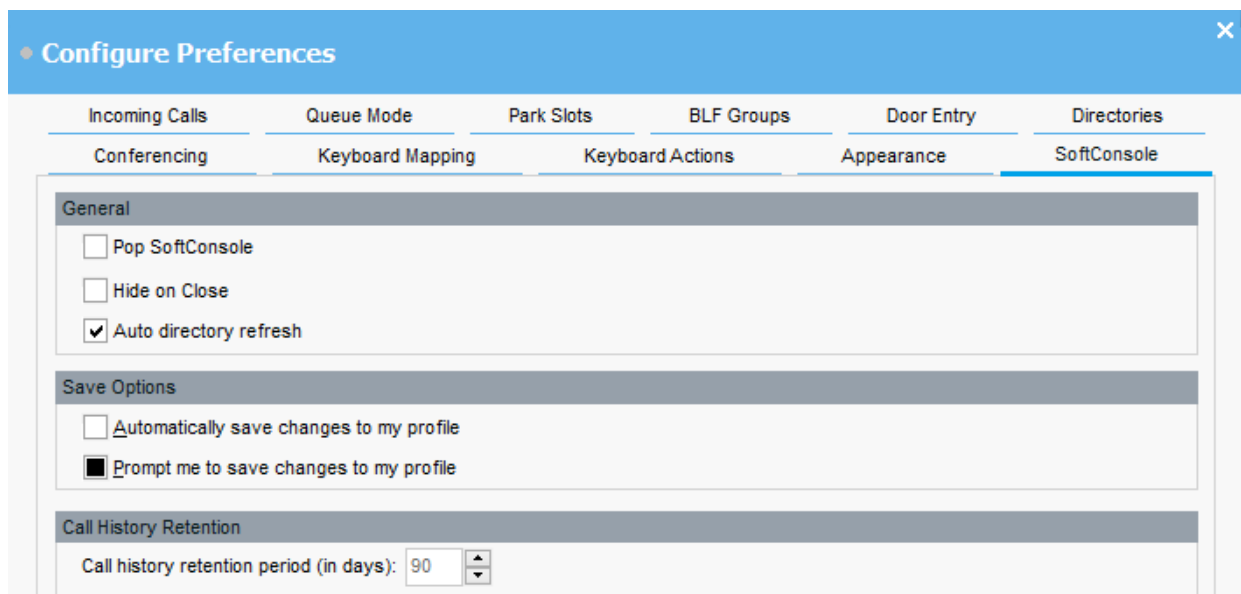 Configure Preferences
Incoming Calls Queue Mode Park Slots BLF Groups Door Entry Directories
Conferencing Keyboard Mapping Keyboard Actions Appearance SoftConsole
General
Pop SoftConsole
Hide on Close
Auto directory refresh
Save Options
Automatically save changes to my profile
Prompt me to save changes to my profile
Call History Retention
Call history retention period (in days): 90